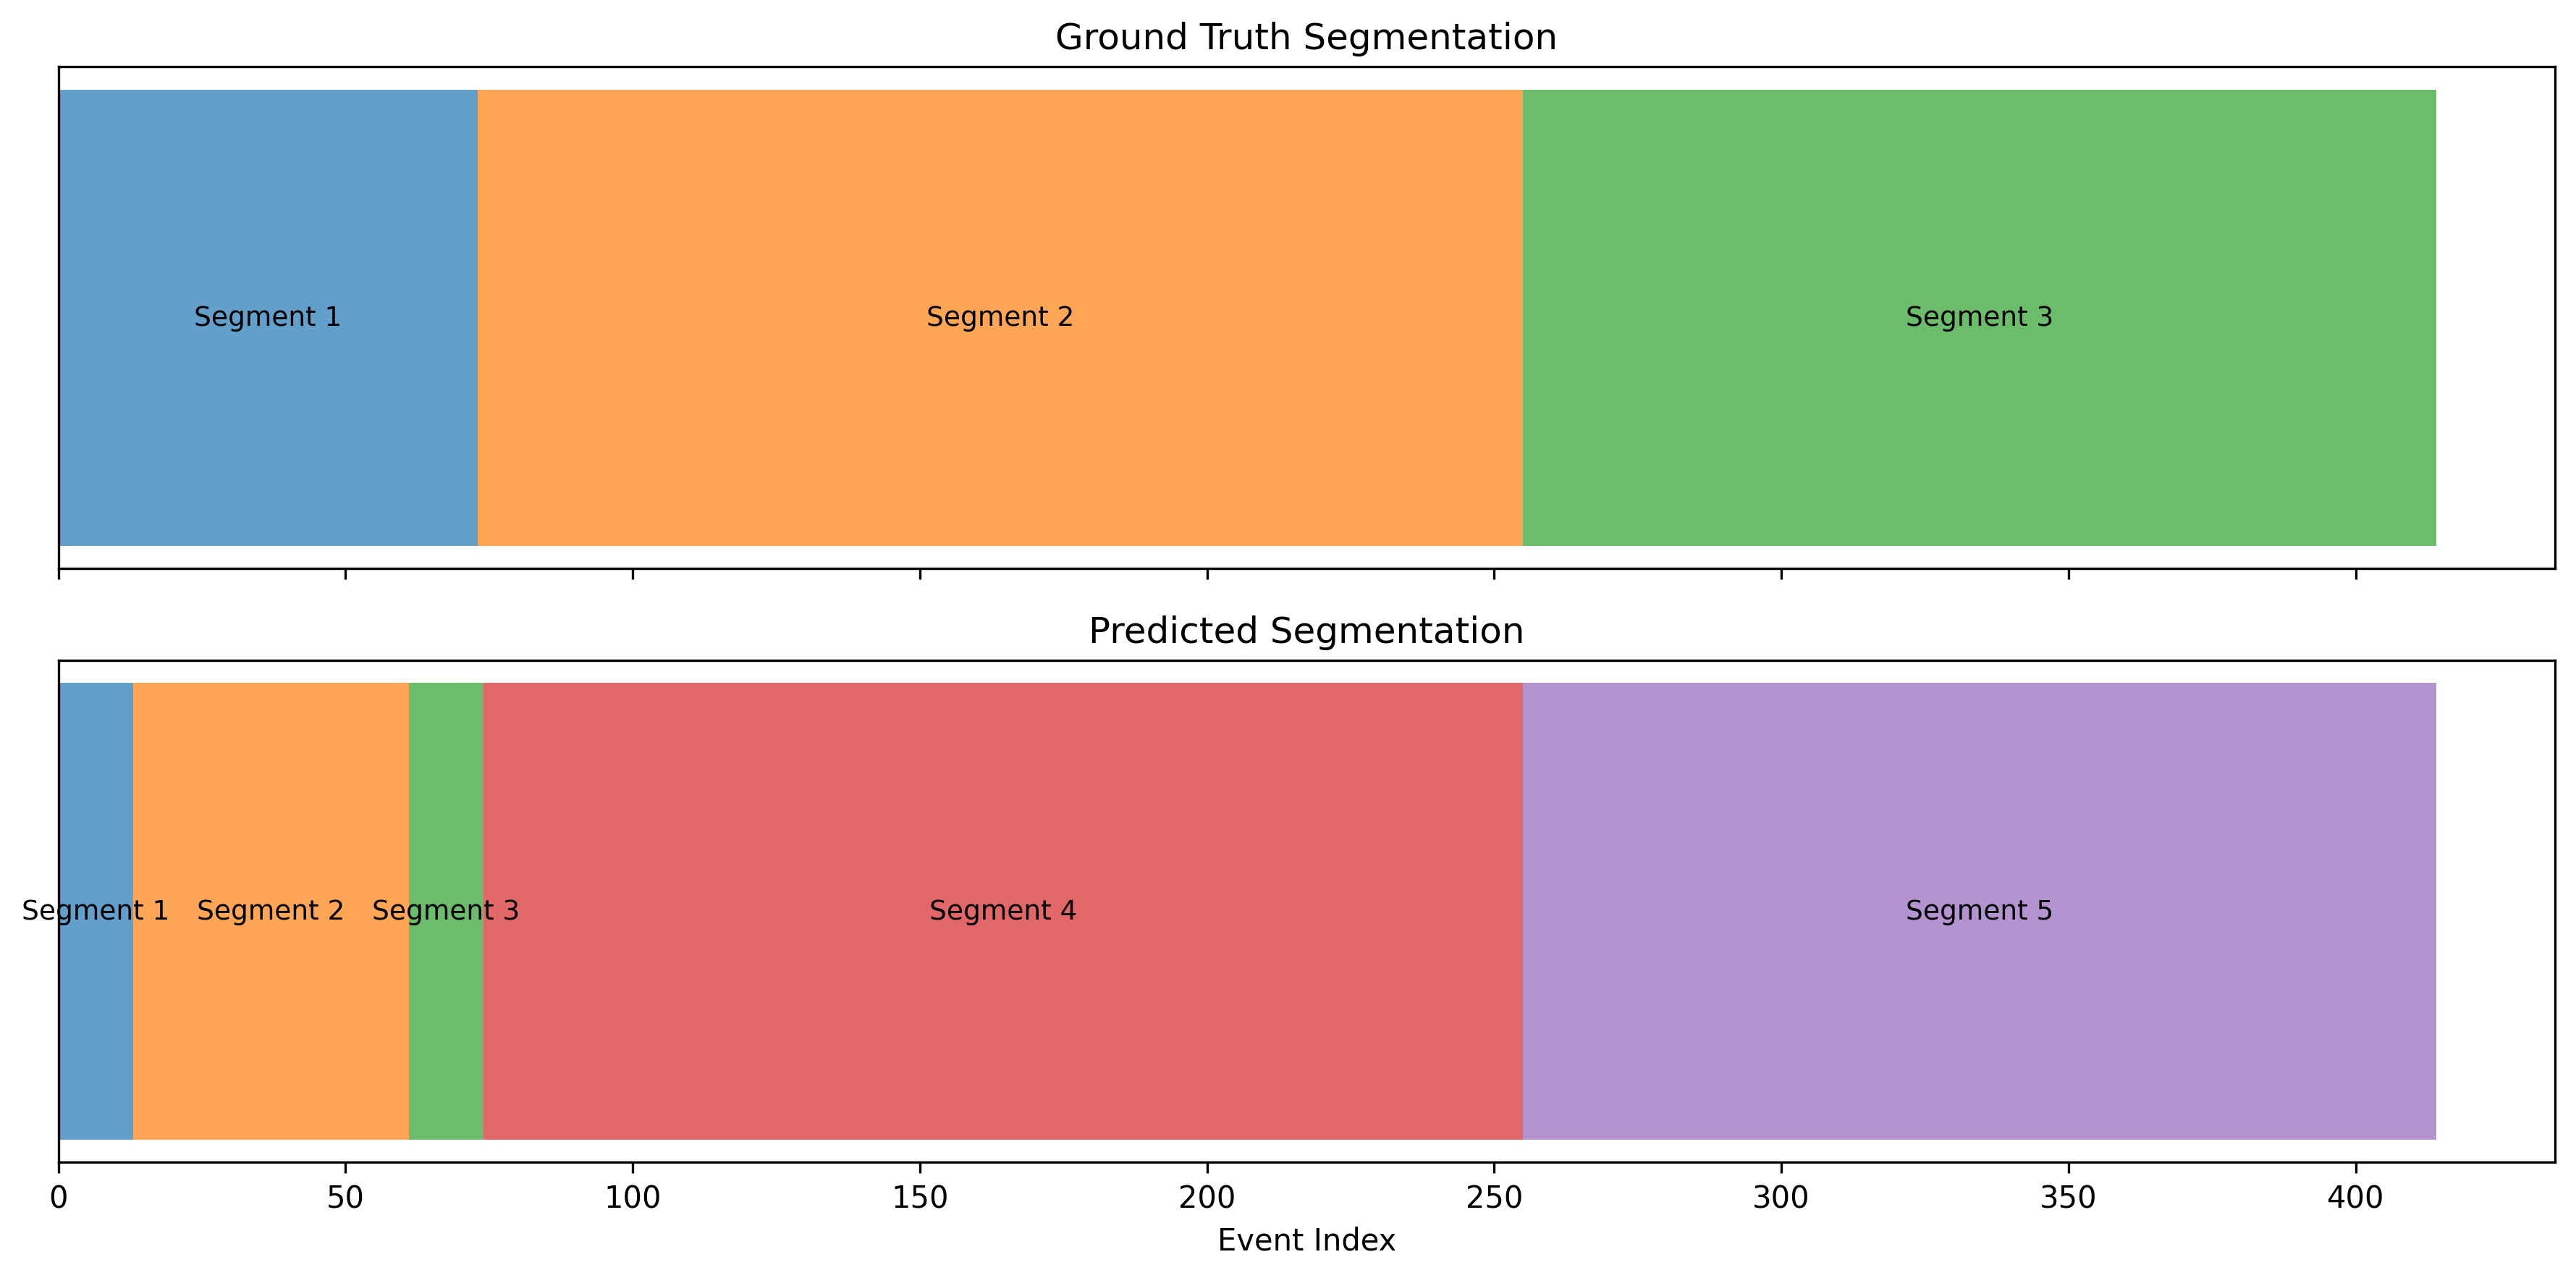 Ground Truth Segmentation
Segment 1 Segment 2 Segment 3
Predicted Segmentation
Segment 1 Segment 2 Segment 3 Segment 4 Segment 5
0 50 100 150 200 250 300 350 400
Event Index